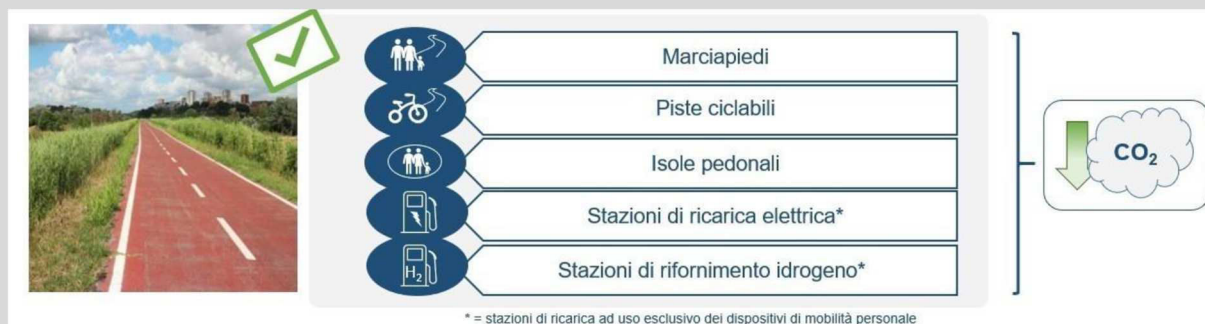 Marciapiedi
Piste ciclabili
Isole pedonali
Stazioni di ricarica elettrica*
H2
Stazioni di rifornimento idrogeno*
CO2
* = stazioni di ricarica ad uso esclusivo dei dispositivi di mobilità personale